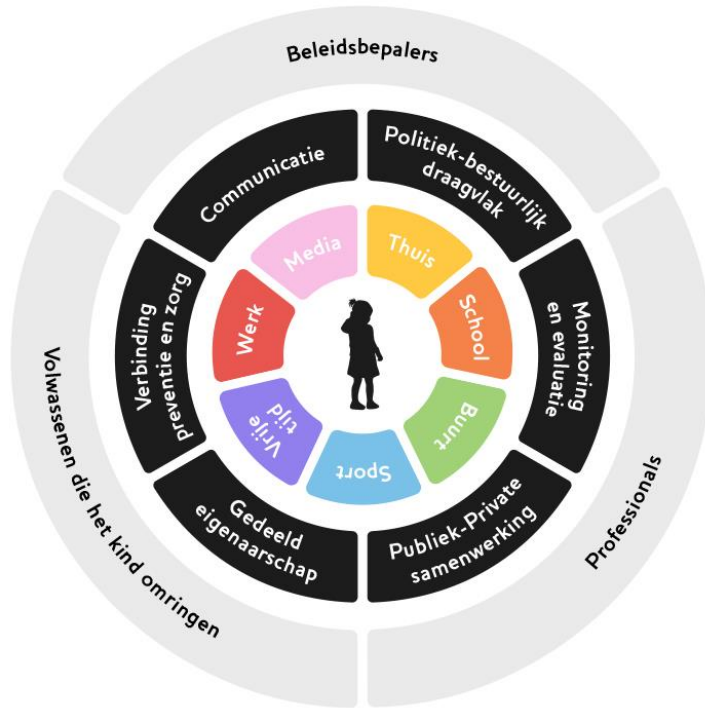 Beleidsbepalers
Professionals
Volwassenen die het kind omringen
Communicatie
Politiek-bestuurlijk
draagvlak
Monitoring
en evaluatie
Publiek-Private
samenwerking
Gedeeld
eigenaarschap
Verbinding
preventie en zorg
Media
Thuis
School
Buurt
Sport
Vrije
tijd
Werk